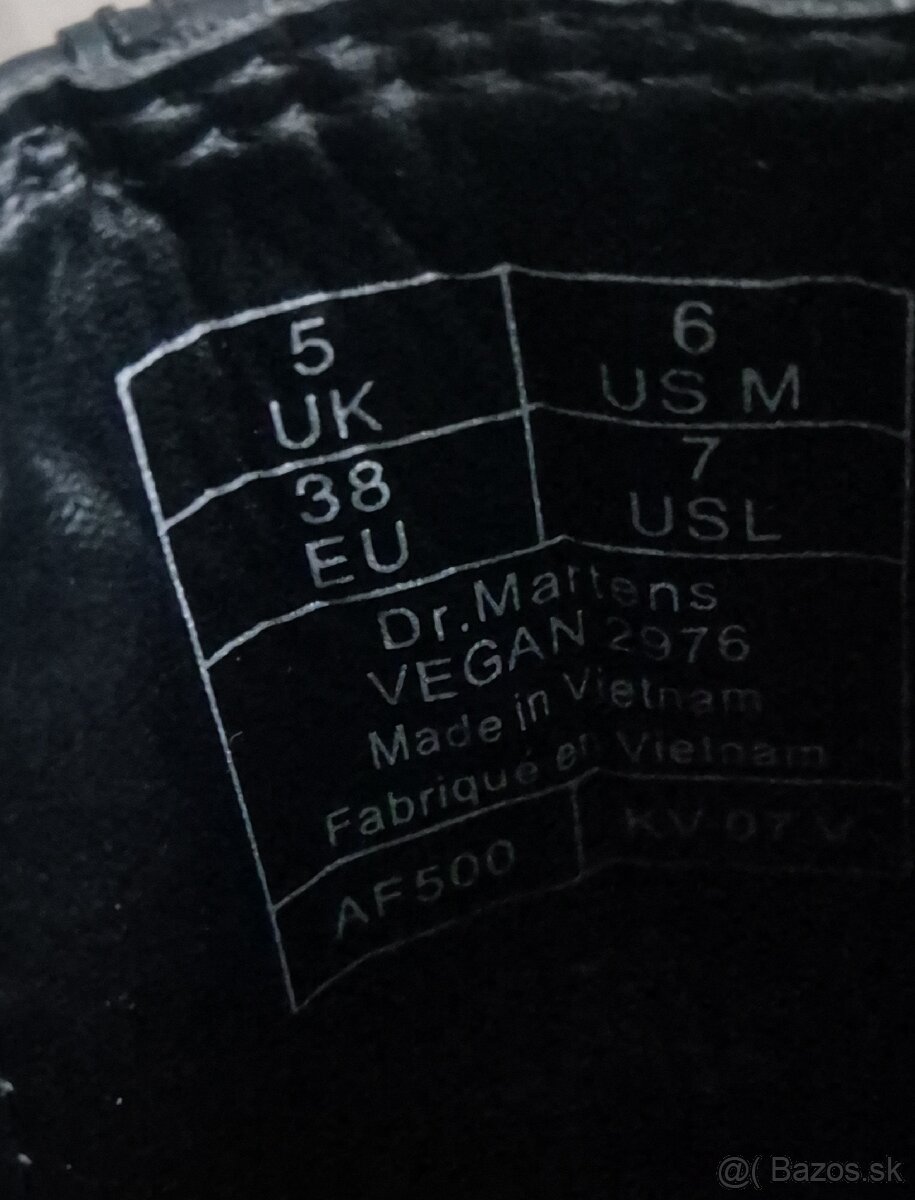 5
UK
6
US M
38
EU
7
USL
Dr.Martens
VEGAN 2976
Made in Vietnam
Fabriqué en Vietnam
AF500
KV 07 V
@( Bazos.sk